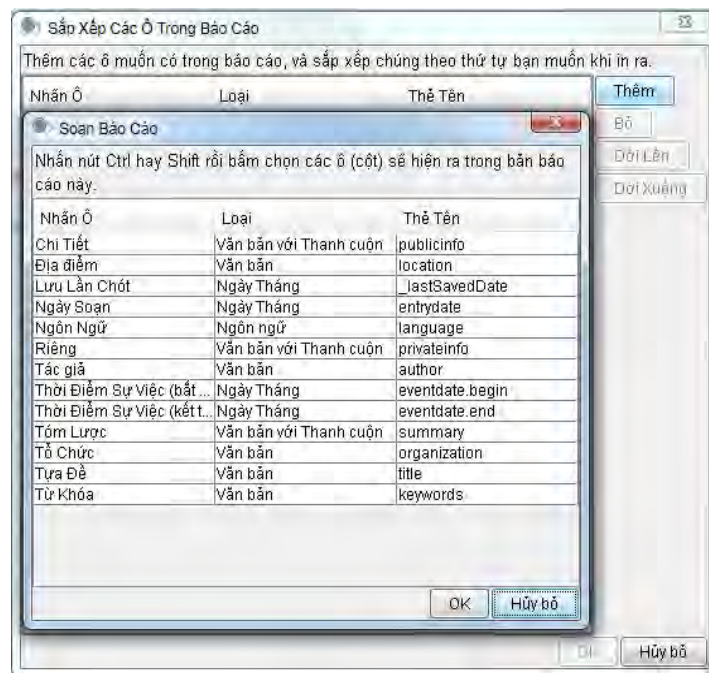 Sắp Xếp Các Ô Trong Báo Cáo
Thêm các ô muốn có trong báo cáo, và sắp xếp chúng theo thứ tự bạn muốn khi in ra.
Nhãn Ô Loại Thẻ Tên Thêm
Bỏ
Dời Lên
Dời Xuống
Soạn Báo Cáo
Nhấn nút Ctrl hay Shift rồi bấm chọn các ô (cột) sẽ hiện ra trong bản báo
cáo này.
Nhãn Ô Loại Thẻ Tên
Chi Tiết Văn bản với Thanh cuộn publicinfo
Địa điểm Văn bản location
Lưu Lần Chót Ngày Tháng _lastSavedDate
Ngày Soạn Ngày Tháng entrydate
Ngôn Ngữ Ngôn ngữ language
Riêng Văn bản với Thanh cuộn privateinfo
Tác giả Văn bản author
Thời Điểm Sự Việc (bắt ... Ngày Tháng eventdate.begin
Thời Điểm Sự Việc (kết t... Ngày Tháng eventdate.end
Tóm Lược Văn bản với Thanh cuộn summary
Tổ Chức Văn bản organization
Tựa Đề Văn bản title
Từ Khóa Văn bản keywords
OK Hủy bỏ
OK Hủy bỏ